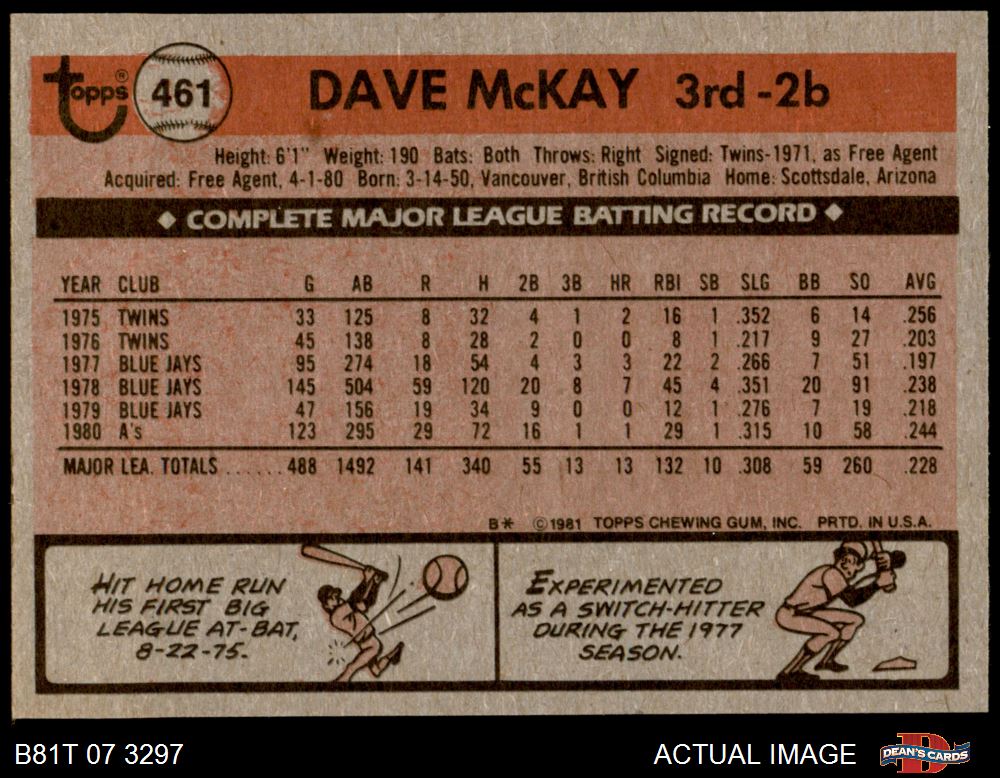 topps® 461 DAVE McKAY 3rd-2b
Height: 6'1" Weight: 190 Bats: Both Throws: Right Signed: Twins-1971, as Free Agent
Acquired: Free Agent, 4-1-80 Born: 3-14-50, Vancouver, British Columbia Home: Scottsdale, Arizona
◆ COMPLETE MAJOR LEAGUE BATTING RECORD ◆
YEAR CLUB G AB R H 2B 3B HR RBI SB SLG BB SO AVG
1975 TWINS 33 125 8 32 4 1 2 16 1 .352 6 14 .256
1976 TWINS 45 138 8 28 2 0 0 8 1 .217 9 27 .203
1977 BLUE JAYS 95 274 18 54 4 3 3 22 2 .266 7 51 .197
1978 BLUE JAYS 145 504 59 120 20 8 7 45 4 .351 20 91 .238
1979 BLUE JAYS 47 156 19 34 9 0 0 12 1 .276 7 19 .218
1980 A's 123 295 29 72 16 1 1 29 1 .315 10 58 .244
MAJOR LEA. TOTALS ...... 488 1492 141 340 55 13 13 132 10 .308 59 260 .228
B* ©1981 TOPPS CHEWING GUM, INC. PRTD. IN U.S.A.
HIT HOME RUN
HIS FIRST BIG
LEAGUE AT-BAT,
8-22-75.
EXPERIMENTED
AS A SWITCH-HITTER
DURING THE 1977
SEASON.
B81T 07 3297 ACTUAL IMAGE DEAN'S CARDS